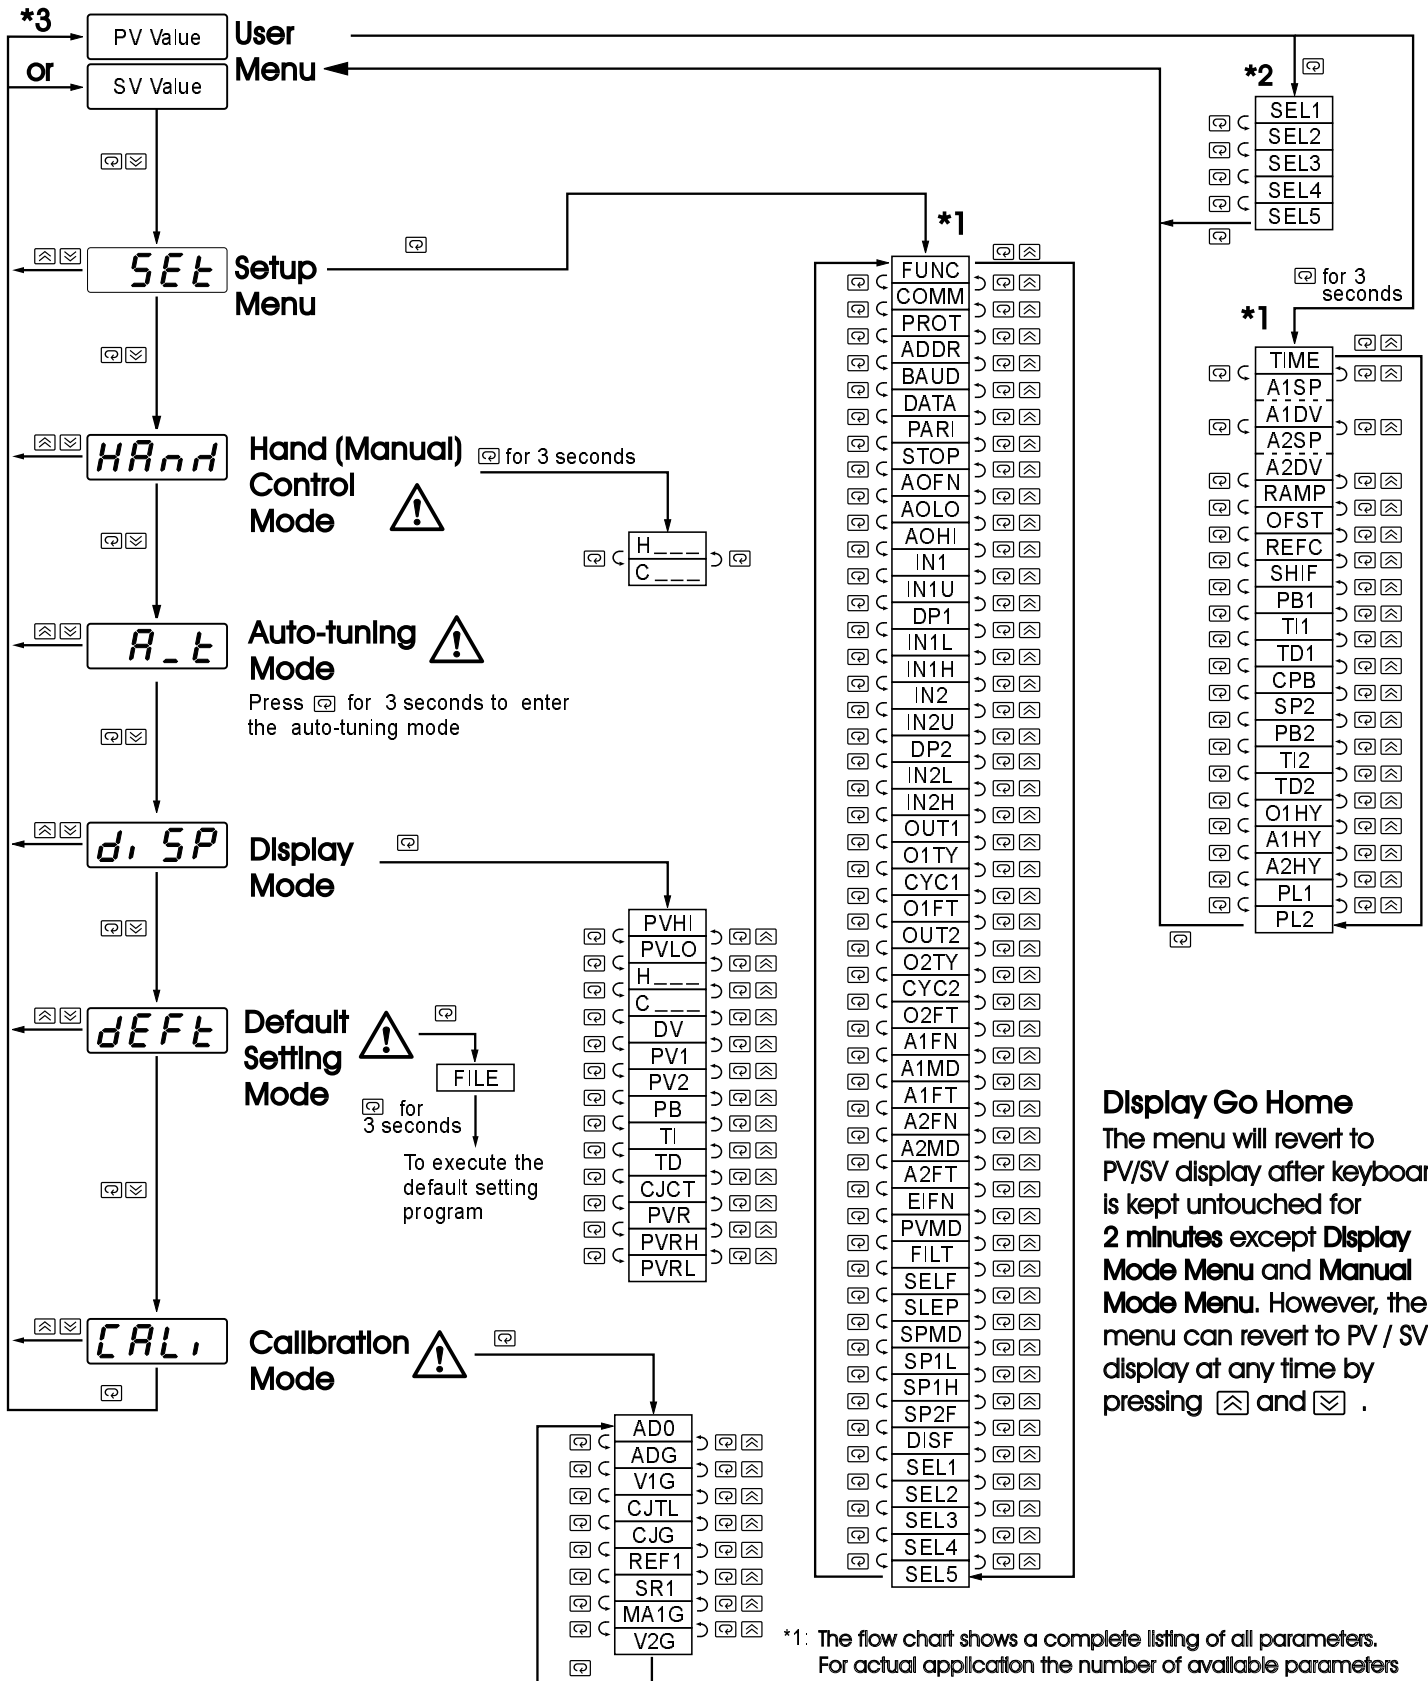 *3
PV Value
or
SV Value
User
Menu
*2
SEL1
SEL2
SEL3
SEL4
SEL5
SEt
Setup
Menu
*1
FUNC
COMM
PROT
ADDR
BAUD
DATA
PARI
STOP
AOFN
AOLO
AOHI
IN1
IN1U
DP1
IN1L
IN1H
IN2
IN2U
DP2
IN2L
IN2H
OUT1
O1TY
CYC1
O1FT
OUT2
O2TY
CYC2
O2FT
A1FN
A1MD
A1FT
A2FN
A2MD
A2FT
EIFN
PVMD
FILT
SELF
SLEP
SPMD
SP1L
SP1H
SP2F
DISF
SEL1
SEL2
SEL3
SEL4
SEL5
for 3
seconds
*1
TIME
A1SP
A1DV
A2SP
A2DV
RAMP
OFST
REFC
SHIF
PB1
TI1
TD1
CPB
SP2
PB2
TI2
TD2
O1HY
A1HY
A2HY
PL1
PL2
HAnd
Hand (Manual)
Control
Mode
for 3 seconds
H___
C___
A_t
Auto-tuning
Mode
Press for 3 seconds to enter
the auto-tuning mode
di SP
Display
Mode
PVHI
PVLO
H___
C___
DV
PV1
PV2
PB
TI
TD
CJCT
PVR
PVRH
PVRL
dEFt
Default
Setting
Mode
FILE
for
3 seconds
To execute the
default setting
program
CALi
Calibration
Mode
AD0
ADG
V1G
CJTL
CJG
REF1
SR1
MA1G
V2G
Display Go Home
The menu will revert to
PV/SV display after keyboar
is kept untouched for
2 minutes except Display
Mode Menu and Manual
Mode Menu. However, the
menu can revert to PV / SV
display at any time by
pressing and .
*1: The flow chart shows a complete listing of all parameters.
For actual application the number of available parameters